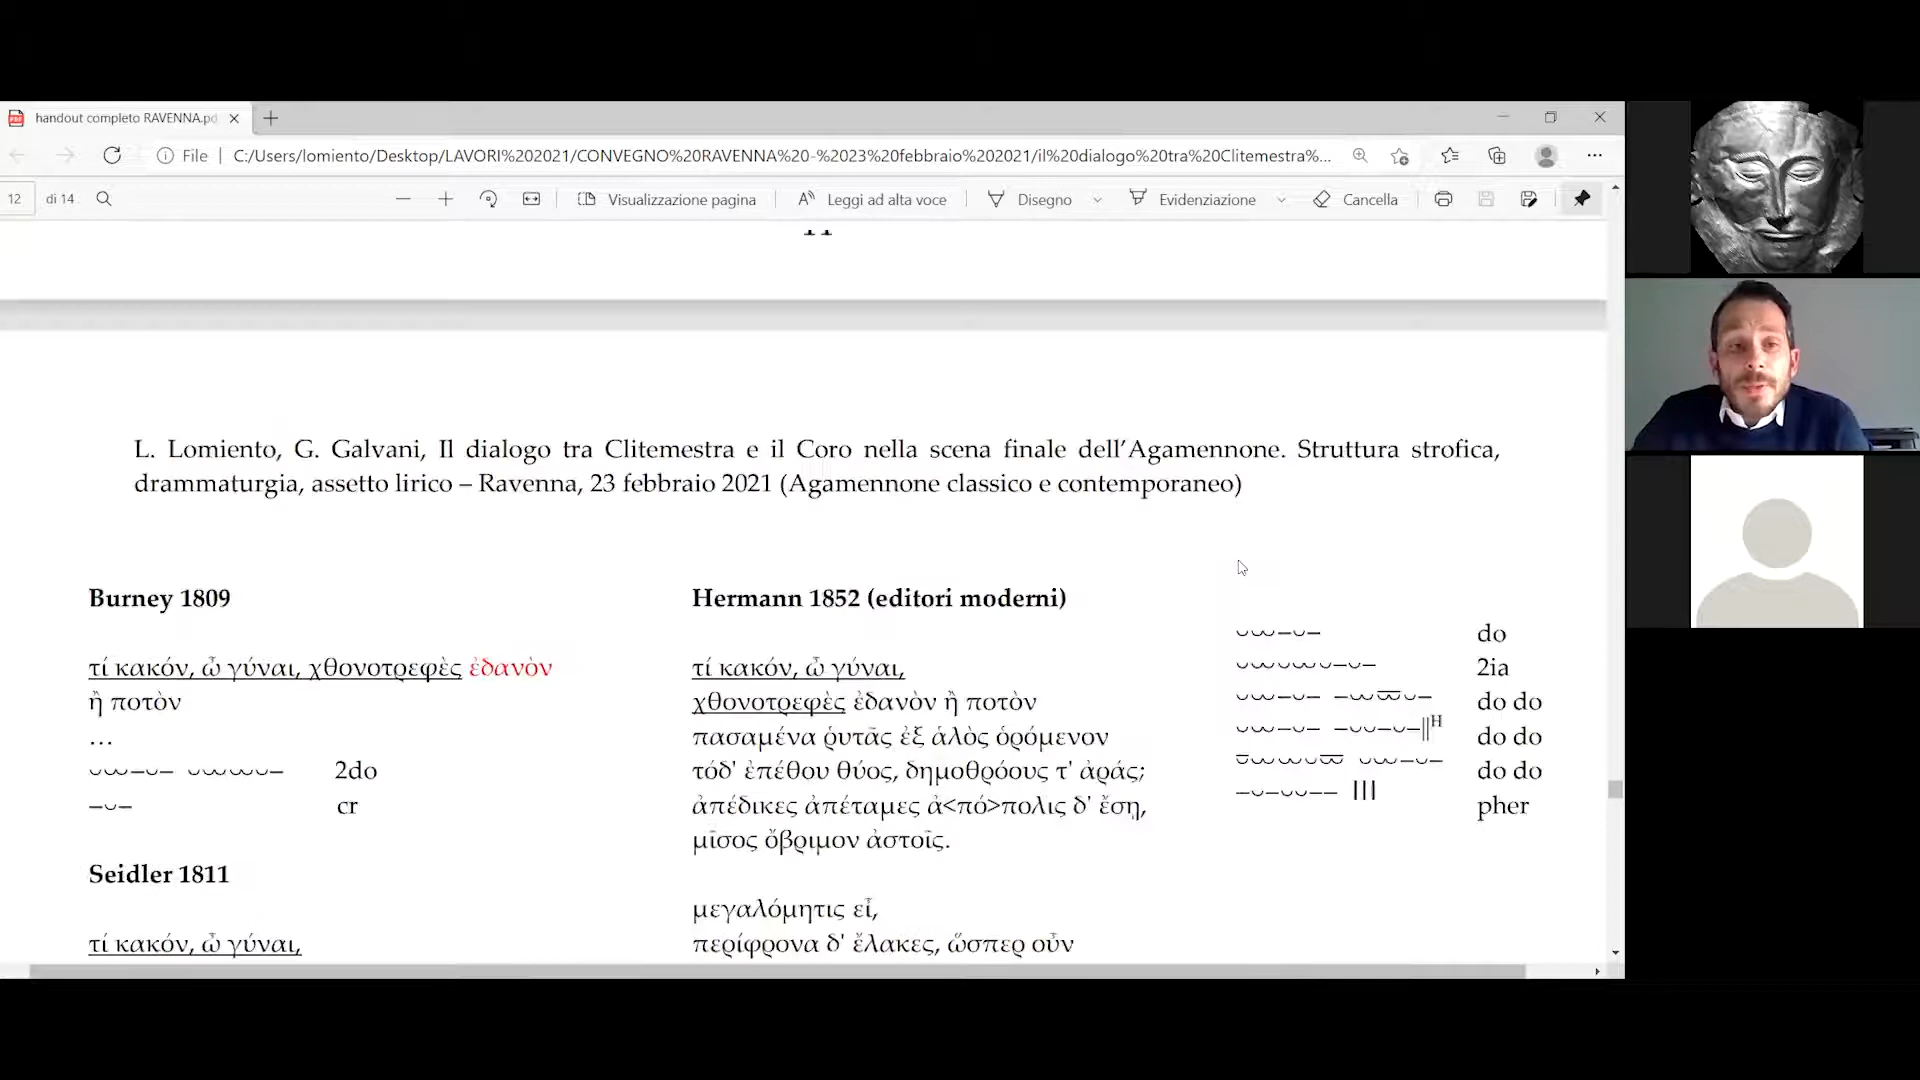 handout completo RAVENNA.pd
File
C:/Users/lomiento/Desktop/LAVORI%202021/CONVEGNO%20RAVENNA%20-%2023%20febbraio%202021/il%20dialogo%20tra%20Clitemestra%...
12 di 14
Visualizzazione pagina
Leggi ad alta voce
Disegno
Evidenziazione
Cancella
L. Lomiento, G. Galvani, Il dialogo tra Clitemestra e il Coro nella scena finale dell'Agamennone. Struttura strofica,
drammaturgia, assetto lirico – Ravenna, 23 febbraio 2021 (Agamennone classico e contemporaneo)
Burney 1809
τί κακόν, ὦ γύναι, χθονοτρεφὲς ἐδανὸν
ἢ ποτὸν
…
⏑⏔–⏑– ⏑⏔⏔⏑– 2do
–⏑– cr
Seidler 1811
τί κακόν, ὦ γύναι,
Hermann 1852 (editori moderni)
τί κακόν, ὦ γύναι,
χθονοτρεφὲς ἐδανὸν ἢ ποτὸν
πασαμένα ῥυτᾶς ἐξ ἁλὸς ὁρόμενον
τόδ' ἐπέθου θύος, δημοθρόους τ' ἀράς;
ἀπέδικες ἀπέταμες ἀ<πό>πολις δ' ἔσῃ,
μῖσος ὄβριμον ἀστοῖς.
μεγαλόμητις εἶ,
περίφρονα δ' ἔλακες, ὥσπερ οὖν
do
2ia
do do
do do
do do
pher